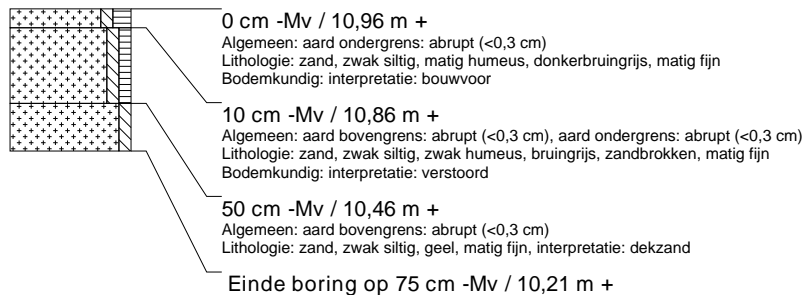 0 cm -Mv / 10,96 m +
Algemeen: aard ondergrens: abrupt (<0,3 cm)
Lithologie: zand, zwak siltig, matig humeus, donkerbruingrijs, matig fijn
Bodemkundig: interpretatie: bouwvoor
10 cm -Mv / 10,86 m +
Algemeen: aard bovengrens: abrupt (<0,3 cm), aard ondergrens: abrupt (<0,3 cm)
Lithologie: zand, zwak siltig, zwak humeus, bruingrijs, zandbrokken, matig fijn
Bodemkundig: interpretatie: verstoord
50 cm -Mv / 10,46 m +
Algemeen: aard bovengrens: abrupt (<0,3 cm)
Lithologie: zand, zwak siltig, geel, matig fijn, interpretatie: dekzand
Einde boring op 75 cm -Mv / 10,21 m +